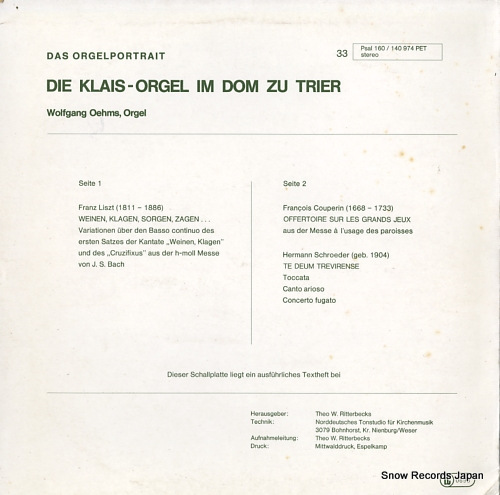 DAS ORGELPORTRAIT
33
Psal 160 / 140 974 PET
stereo
DIE KLAIS-ORGEL IM DOM ZU TRIER
Wolfgang Oehms, Orgel
Seite 1
Franz Liszt (1811 – 1886)
WEINEN, KLAGEN, SORGEN, ZAGEN . . .
Variationen über den Basso continuo des
ersten Satzes der Kantate „Weinen, Klagen"
und des „Cruzifixus" aus der h-moll Messe
von J. S. Bach
Seite 2
François Couperin (1668 – 1733)
OFFERTOIRE SUR LES GRANDS JEUX
aus der Messe à l'usage des paroisses
Hermann Schroeder (geb. 1904)
TE DEUM TREVIRENSE
Toccata
Canto arioso
Concerto fugato
Dieser Schallplatte liegt ein ausführliches Textheft bei
Herausgeber: Theo W. Ritterbecks
Technik: Norddeutsches Tonstudio für Kirchenmusik
3079 Bohnhorst, Kr. Nienburg/Weser
Aufnahmeleitung: Theo W. Ritterbecks
Druck: Mittwalddruck, Espelkamp
Snow Records Japan